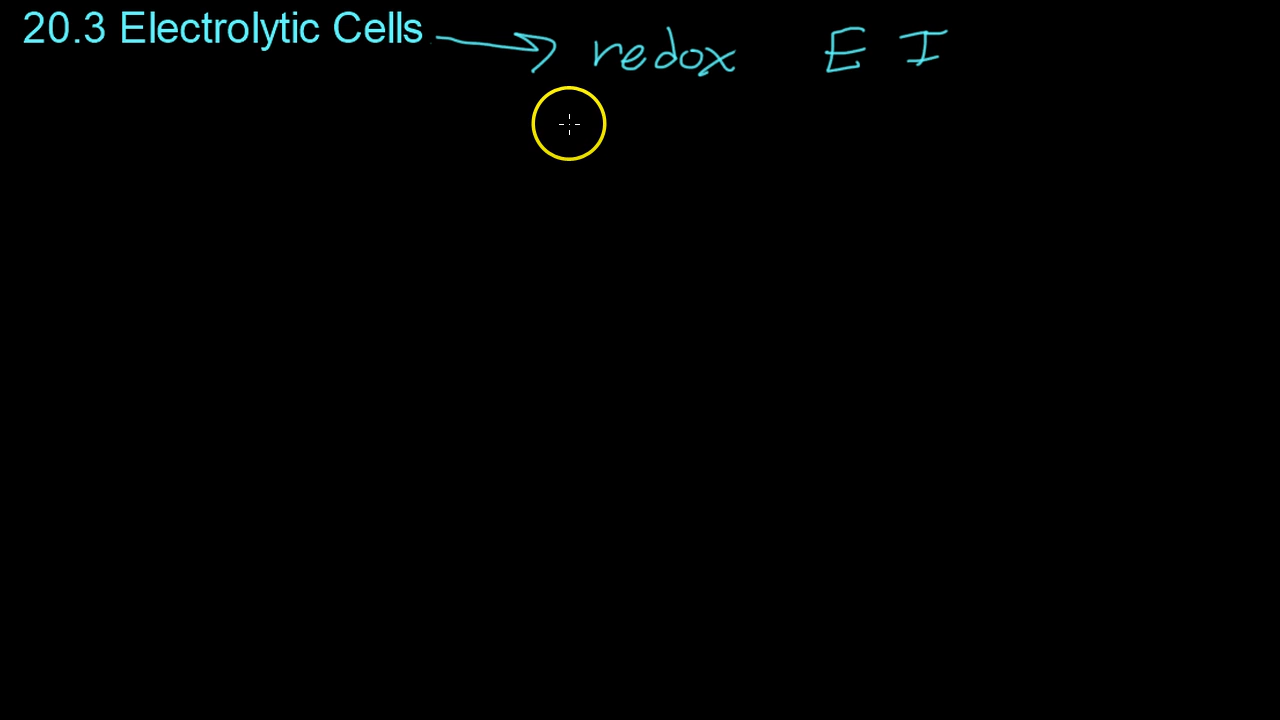 20.3 Electrolytic Cells → redox E I